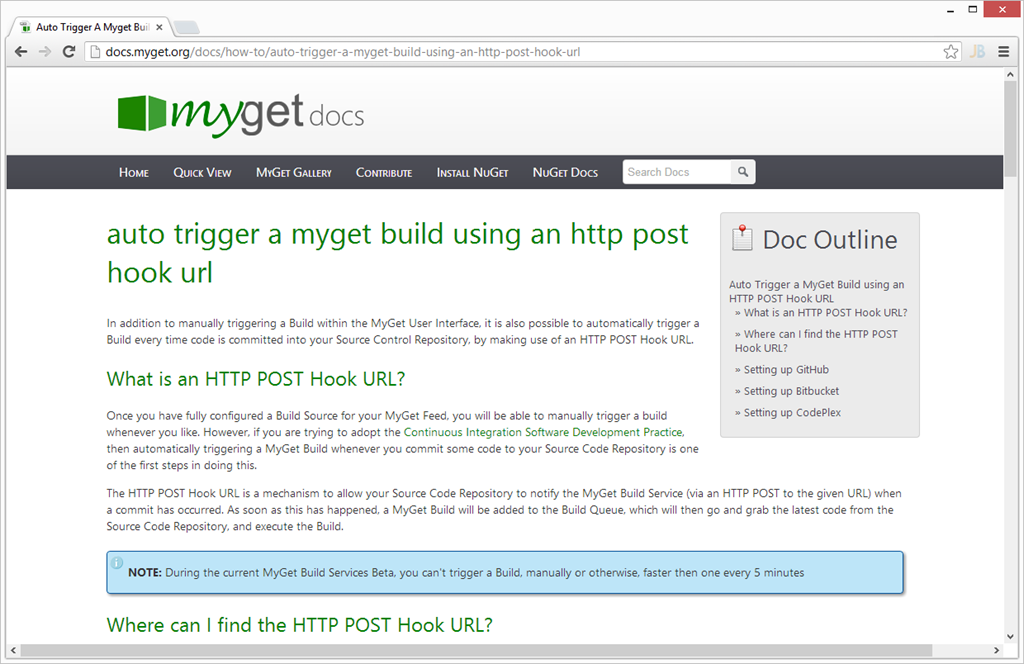 Auto Trigger A Myget Buil
docs.myget.org/docs/how-to/auto-trigger-a-myget-build-using-an-http-post-hook-url
JB
myget docs
Home Quick View MyGet Gallery Contribute Install NuGet NuGet Docs Search Docs
auto trigger a myget build using an http post
hook url
In addition to manually triggering a Build within the MyGet User Interface, it is also possible to automatically trigger a
Build every time code is committed into your Source Control Repository, by making use of an HTTP POST Hook URL.
What is an HTTP POST Hook URL?
Once you have fully configured a Build Source for your MyGet Feed, you will be able to manually trigger a build
whenever you like. However, if you are trying to adopt the Continuous Integration Software Development Practice,
then automatically triggering a MyGet Build whenever you commit some code to your Source Code Repository is one
of the first steps in doing this.
Doc Outline
Auto Trigger a MyGet Build using an
HTTP POST Hook URL
» What is an HTTP POST Hook URL?
» Where can I find the HTTP POST
Hook URL?
» Setting up GitHub
» Setting up Bitbucket
» Setting up CodePlex
The HTTP POST Hook URL is a mechanism to allow your Source Code Repository to notify the MyGet Build Service (via an HTTP POST to the given URL) when
a commit has occurred. As soon as this has happened, a MyGet Build will be added to the Build Queue, which will then go and grab the latest code from the
Source Code Repository, and execute the Build.
NOTE: During the current MyGet Build Services Beta, you can't trigger a Build, manually or otherwise, faster then one every 5 minutes
Where can I find the HTTP POST Hook URL?